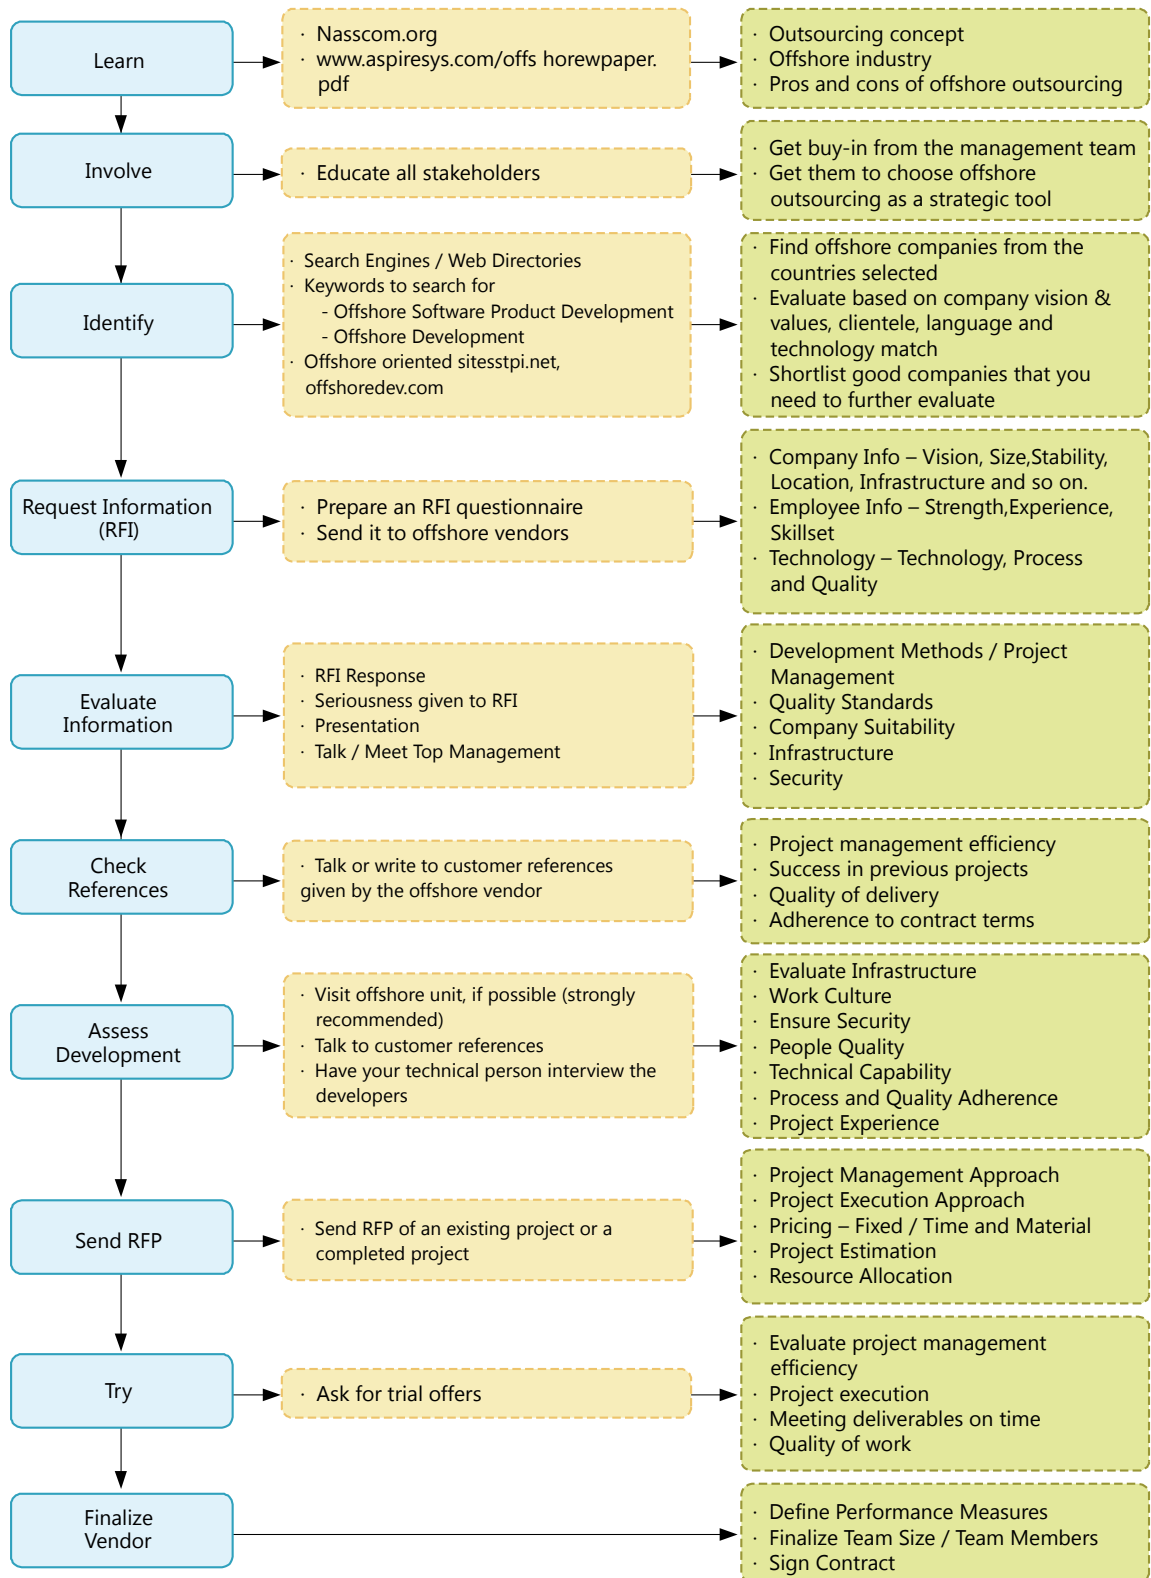 Learn
· Nasscom.org
· www.aspiresys.com/offs horewpaper.
pdf
· Outsourcing concept
· Offshore industry
· Pros and cons of offshore outsourcing
Involve
· Educate all stakeholders
· Get buy-in from the management team
· Get them to choose offshore
outsourcing as a strategic tool
Identify
· Search Engines / Web Directories
· Keywords to search for
- Offshore Software Product Development
- Offshore Development
· Offshore oriented sitesstpi.net,
offshoredev.com
· Find offshore companies from the
countries selected
· Evaluate based on company vision &
values, clientele, language and
technology match
· Shortlist good companies that you
need to further evaluate
Request Information
(RFI)
· Prepare an RFI questionnaire
· Send it to offshore vendors
· Company Info – Vision, Size,Stability,
Location, Infrastructure and so on.
· Employee Info – Strength,Experience,
Skillset
· Technology – Technology, Process
and Quality
Evaluate
Information
· RFI Response
· Seriousness given to RFI
· Presentation
· Talk / Meet Top Management
· Development Methods / Project
Management
· Quality Standards
· Company Suitability
· Infrastructure
· Security
Check
References
· Talk or write to customer references
given by the offshore vendor
· Project management efficiency
· Success in previous projects
· Quality of delivery
· Adherence to contract terms
Assess
Development
· Visit offshore unit, if possible (strongly
recommended)
· Talk to customer references
· Have your technical person interview the
developers
· Evaluate Infrastructure
· Work Culture
· Ensure Security
· People Quality
· Technical Capability
· Process and Quality Adherence
· Project Experience
Send RFP
· Send RFP of an existing project or a
completed project
· Project Management Approach
· Project Execution Approach
· Pricing – Fixed / Time and Material
· Project Estimation
· Resource Allocation
Try
· Ask for trial offers
· Evaluate project management
efficiency
· Project execution
· Meeting deliverables on time
· Quality of work
Finalize
Vendor
· Define Performance Measures
· Finalize Team Size / Team Members
· Sign Contract